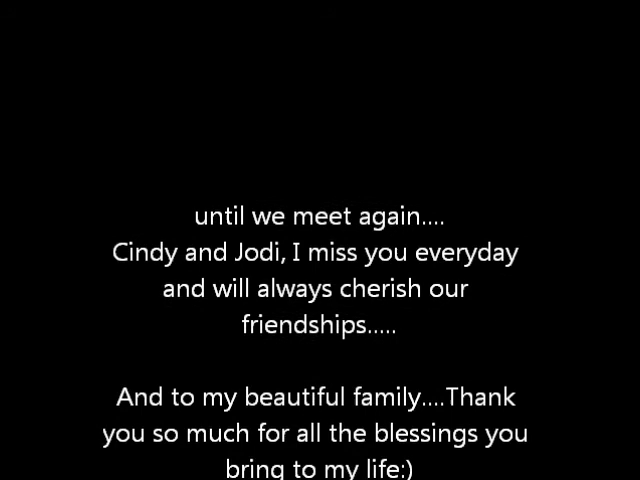 until we meet again....
Cindy and Jodi, I miss you everyday
and will always cherish our
friendships.....
And to my beautiful family....Thank
you so much for all the blessings you
bring to my life:)